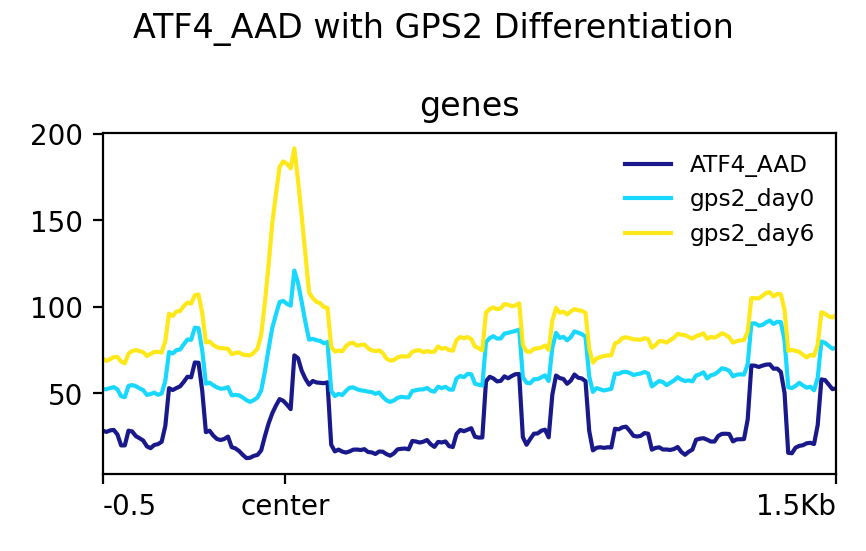 ATF4_AAD with GPS2 Differentiation
genes
200
150
100
50
ATF4_AAD
gps2_day0
gps2_day6
-0.5
center
1.5Kb